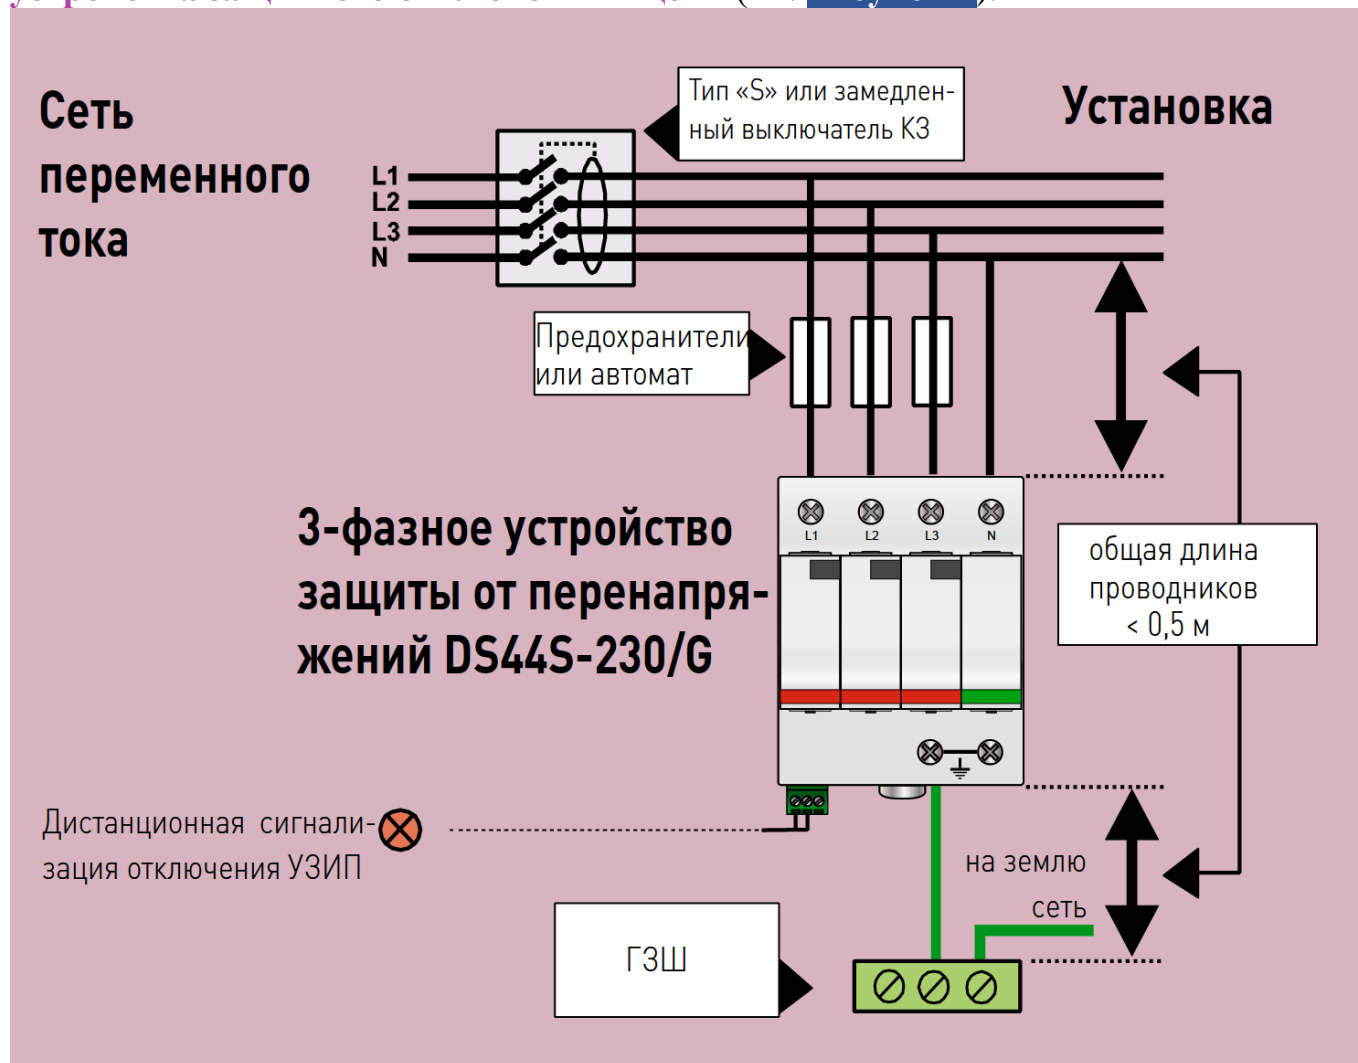 Сеть
переменного
тока
Тип «S» или замедлен-
ный выключатель КЗ
Установка
L1
L2
L3
N
Предохранители
или автомат
3-фазное устройство
защиты от перенапря-
жений DS44S-230/G
L1 L2 L3 N
общая длина
проводников
< 0,5 м
Дистанционная сигнали-
зация отключения УЗИП
на землю
сеть
ГЗШ